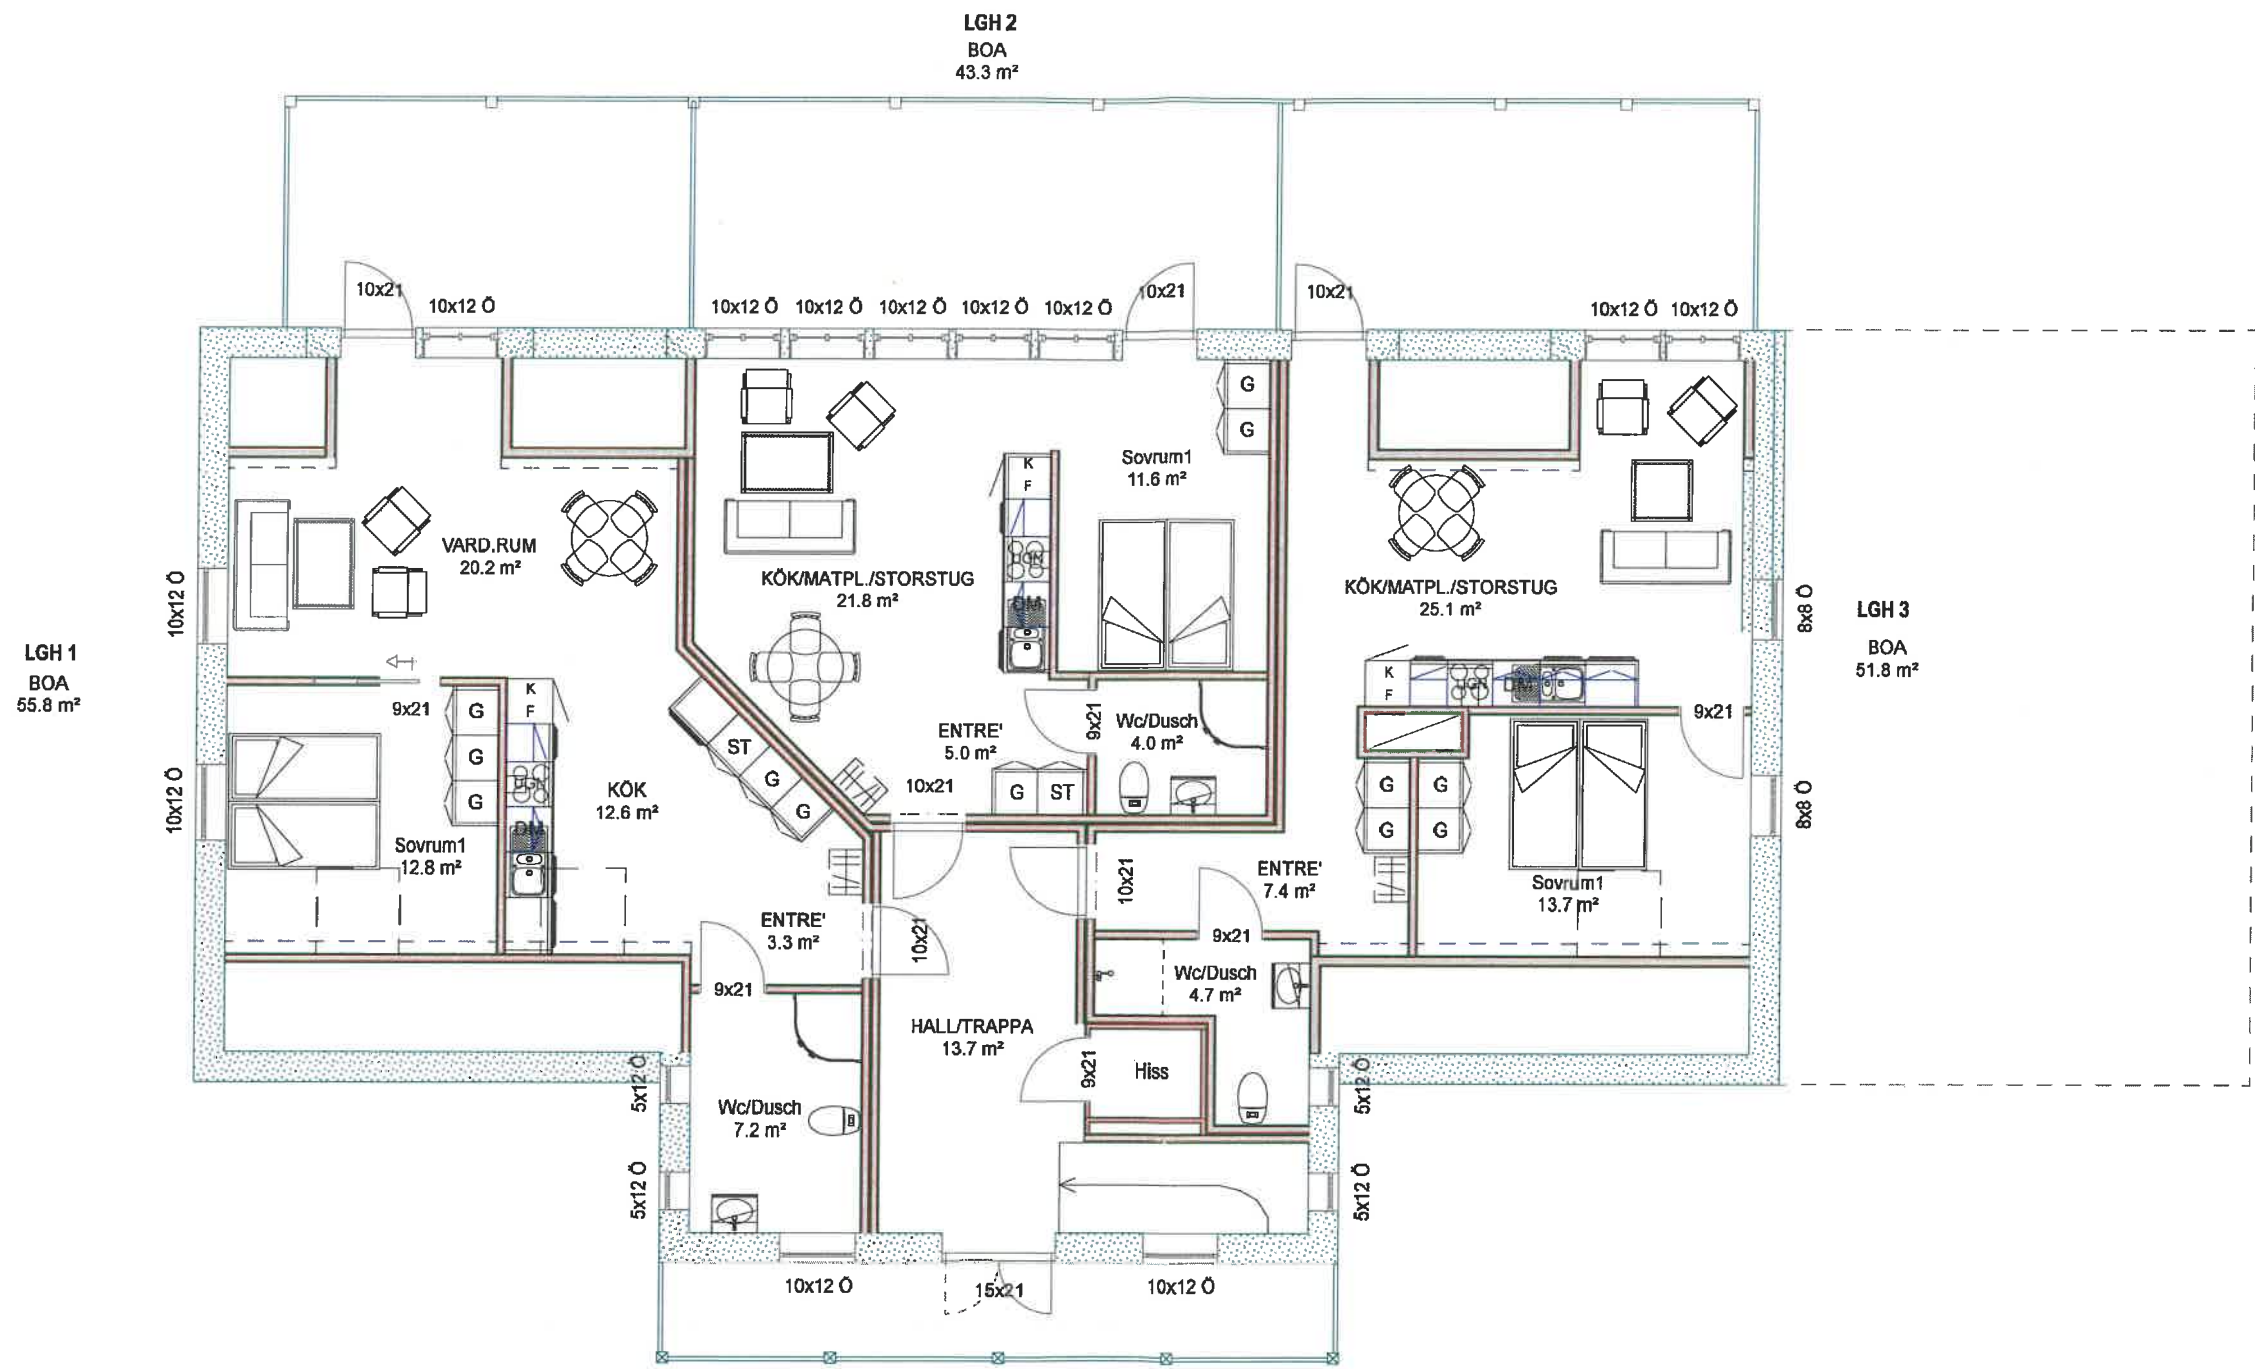 LGH 2
BOA
43.3 m²
10x21
10x12 Ö
10x12 Ö
10x12 Ö
10x12 Ö
10x12 Ö
10x12 Ö
10x21
10x21
10x12 Ö
10x12 Ö
G
G
K
F
Sovrum1
11.6 m²
VARD.RUM
20.2 m²
KÖK/MATPL./STORSTUG
21.8 m²
KÖK/MATPL./STORSTUG
25.1 m²
10x12 Ö
8x8 Ö
DM
LGH 1
BOA
55.8 m²
LGH 3
BOA
51.8 m²
9x21
G
G
G
K
F
K
F
9x21
ST
G
G
ENTRE'
5.0 m²
9x21
Wc/Dusch
4.0 m²
10x12 Ö
8x8 Ö
KÖK
12.6 m²
10x21
G
ST
G
G
G
G
DM
Sovrum1
12.8 m²
10x21
ENTRE'
7.4 m²
Sovrum1
13.7 m²
ENTRE'
3.3 m²
10x21
9x21
9x21
Wc/Dusch
4.7 m²
HALL/TRAPPA
13.7 m²
9x21
Hiss
5x12 Ö
5x12 Ö
Wc/Dusch
7.2 m²
5x12 Ö
5x12 Ö
10x12 Ö
15x21
10x12 Ö